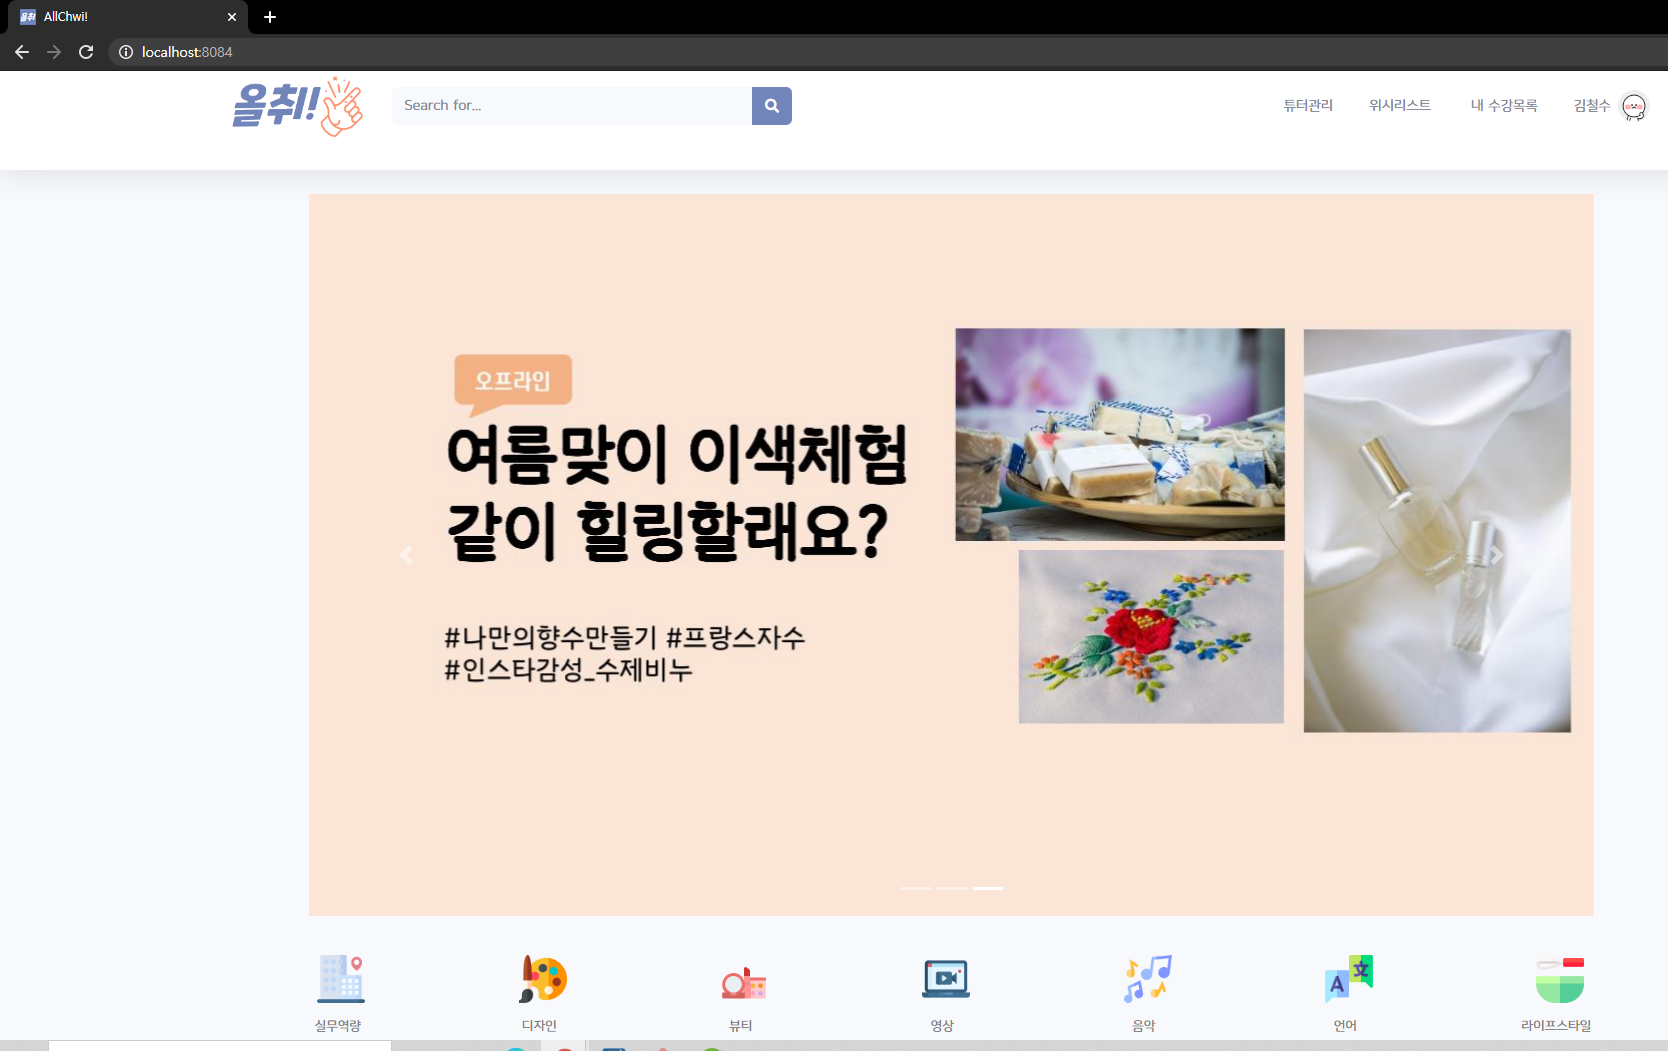 AllChwi!
localhost:8084
올취!
Search for...
튜터관리 위시리스트 내 수강목록 김철수
오프라인
여름맞이 이색체험
같이 힐링할래요?
#나만의향수만들기 #프랑스자수
#인스타감성_수제비누
A 文
실무역량 디자인 뷰티 영상 음악 언어 라이프스타일